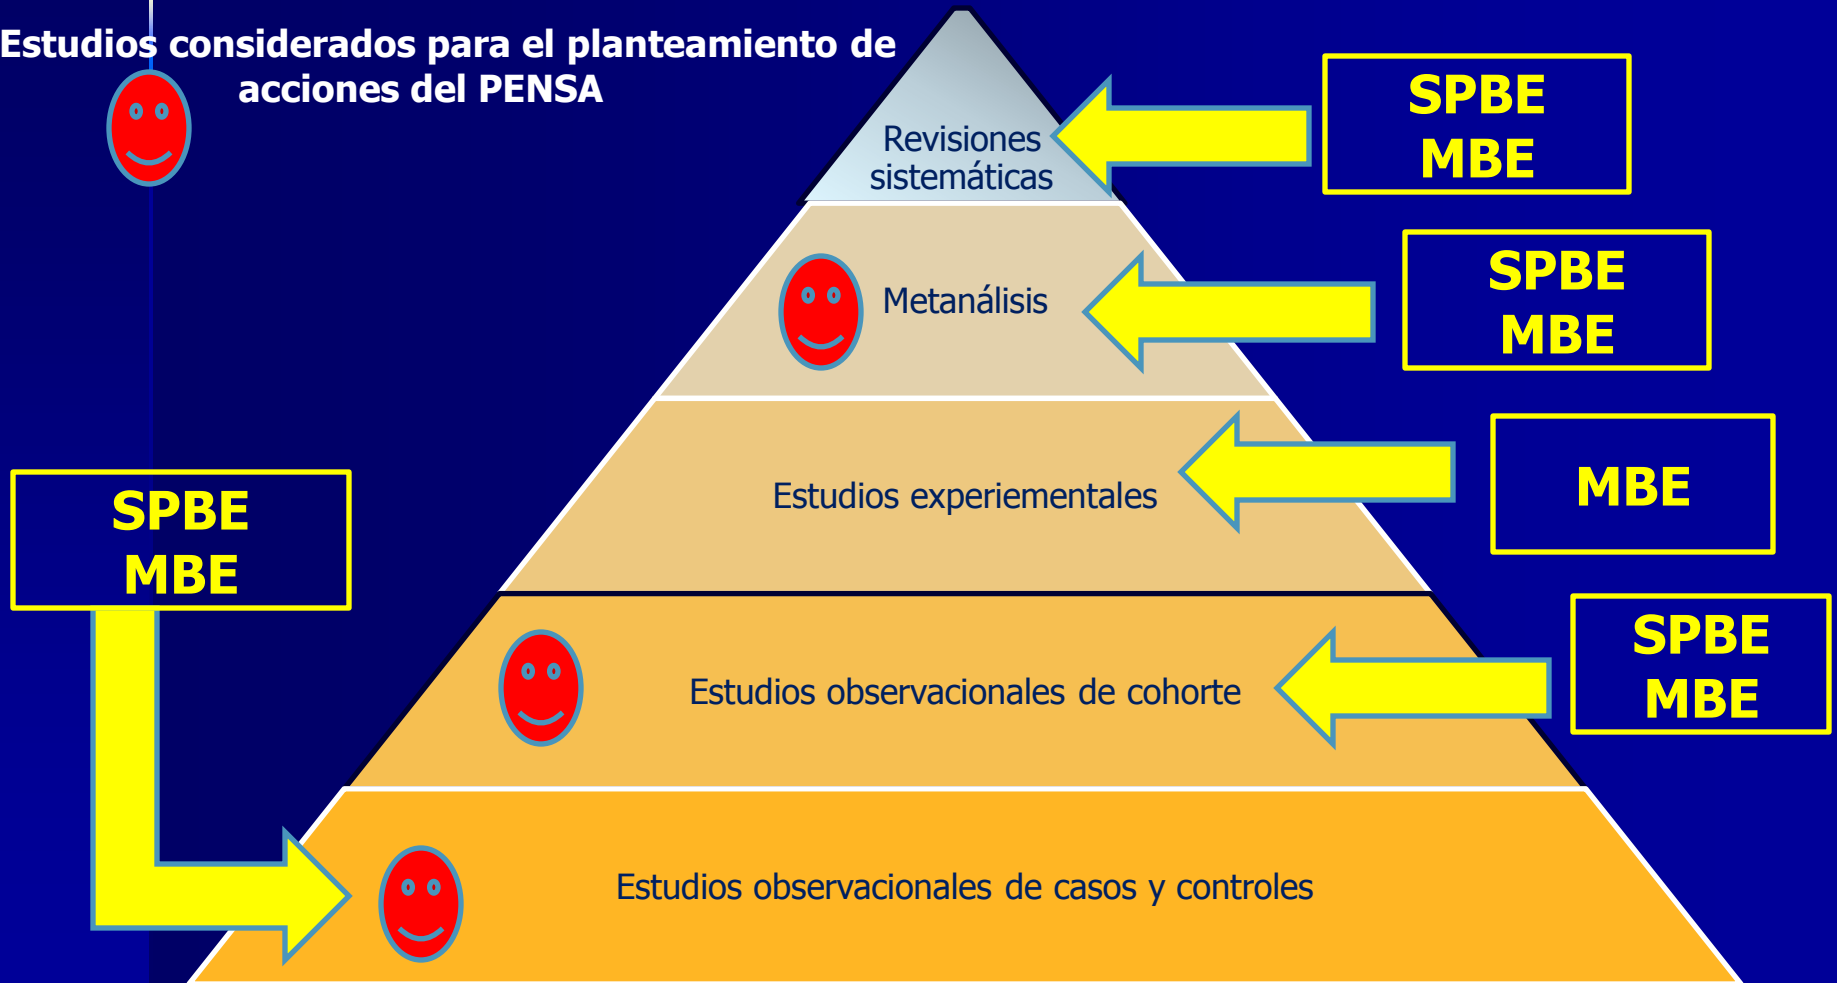 Estudios considerados para el planteamiento de
acciones del PENSA
Revisiones
sistemáticas
SPBE
MBE
Metanálisis
SPBE
MBE
Estudios experiementales
MBE
SPBE
MBE
Estudios observacionales de cohorte
SPBE
MBE
Estudios observacionales de casos y controles